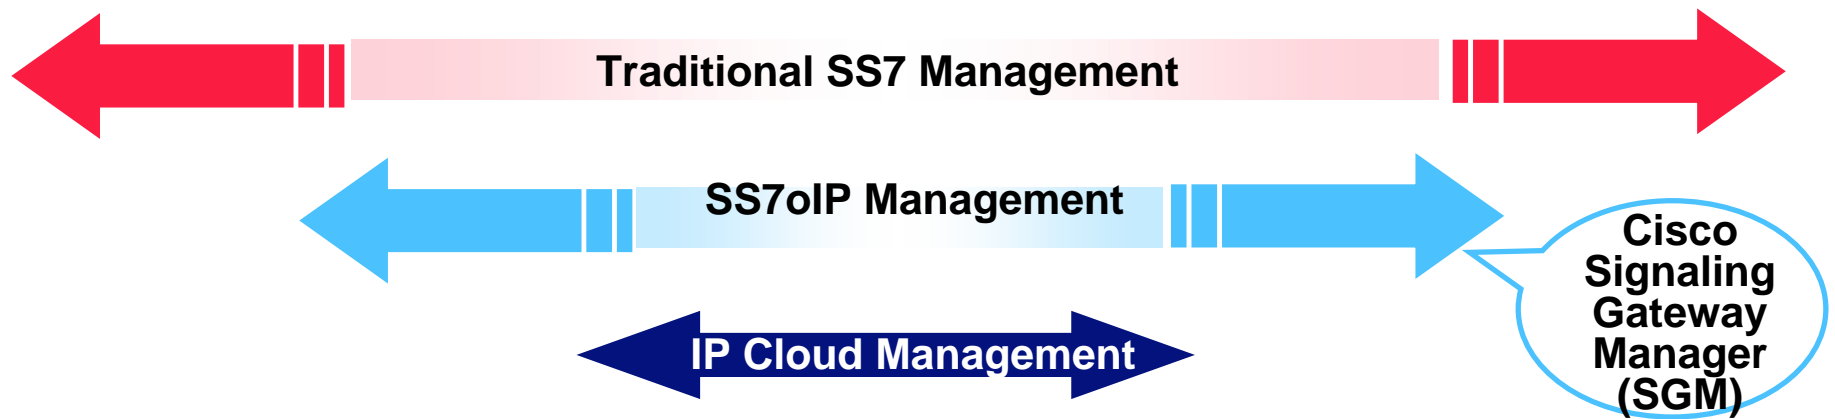 Traditional SS7 Management
SS7oIP Management
IP Cloud Management
Cisco
Signaling
Gateway
Manager
(SGM)